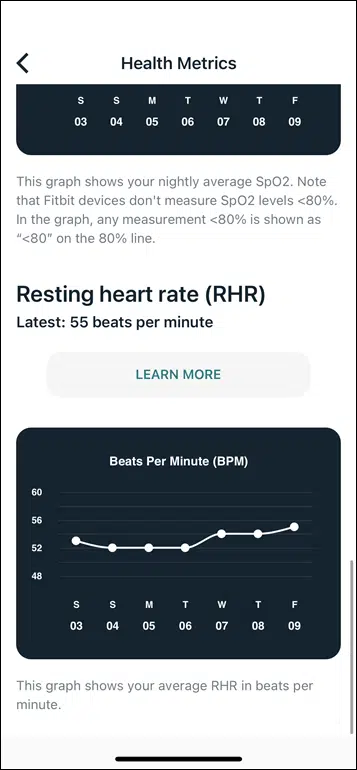 Health Metrics
S S M T W T F
03 04 05 06 07 08 09
This graph shows your nightly average SpO2. Note
that Fitbit devices don't measure SpO2 levels <80%.
In the graph, any measurement <80% is shown as
“<80” on the 80% line.
Resting heart rate (RHR)
Latest: 55 beats per minute
LEARN MORE
Beats Per Minute (BPM)
60
56
52
48
S S M T W T F
03 04 05 06 07 08 09
This graph shows your average RHR in beats per
minute.